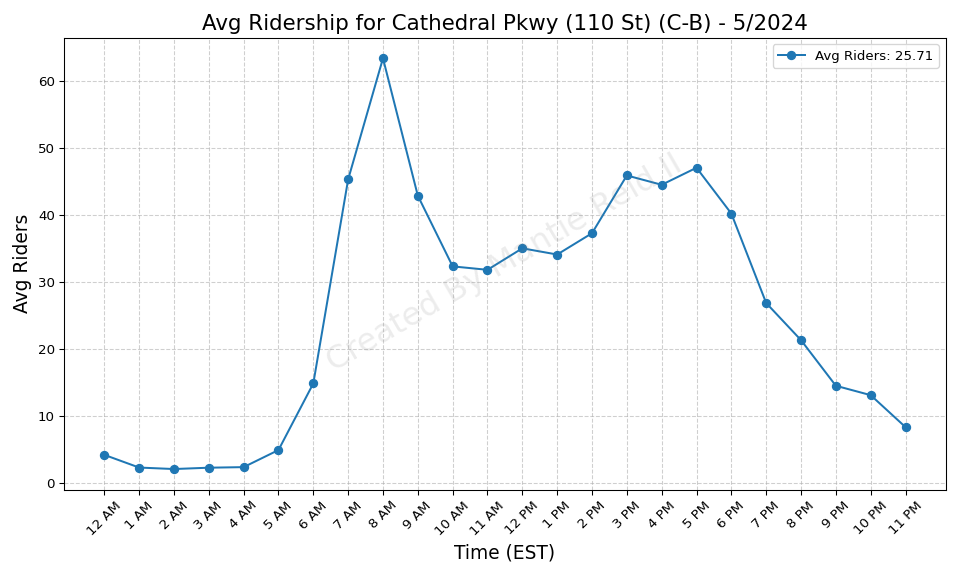 Avg Ridership for Cathedral Pkwy (110 St) (C-B) - 5/2024
Avg Riders: 25.71
Avg Riders
60
50
40
30
20
10
0
Created By Mantie Reid II
12 AM
1 AM
2 AM
3 AM
4 AM
5 AM
6 AM
7 AM
8 AM
9 AM
10 AM
11 AM
12 PM
1 PM
2 PM
3 PM
4 PM
5 PM
6 PM
7 PM
8 PM
9 PM
10 PM
11 PM
Time (EST)